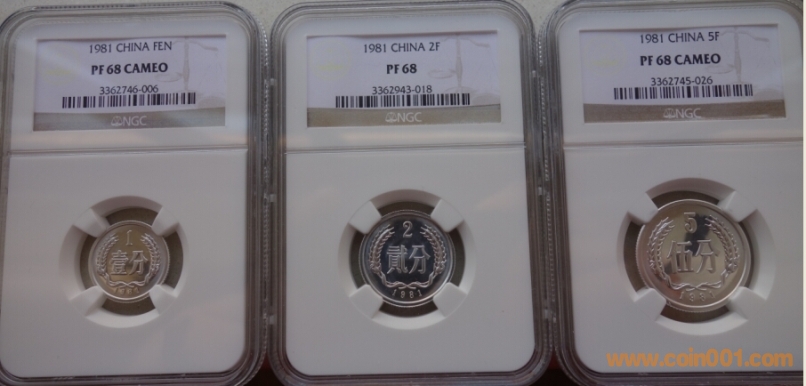 1981 CHINA FEN
PF 68 CAMEO
3362746-006
NGC
1
壹分
1981
1981 CHINA 2F
PF 68
3362943-018
NGC
2
贰分
1981
1981 CHINA 5F
PF 68 CAMEO
3362745-026
NGC
5
伍分
1981
www.coin001.com